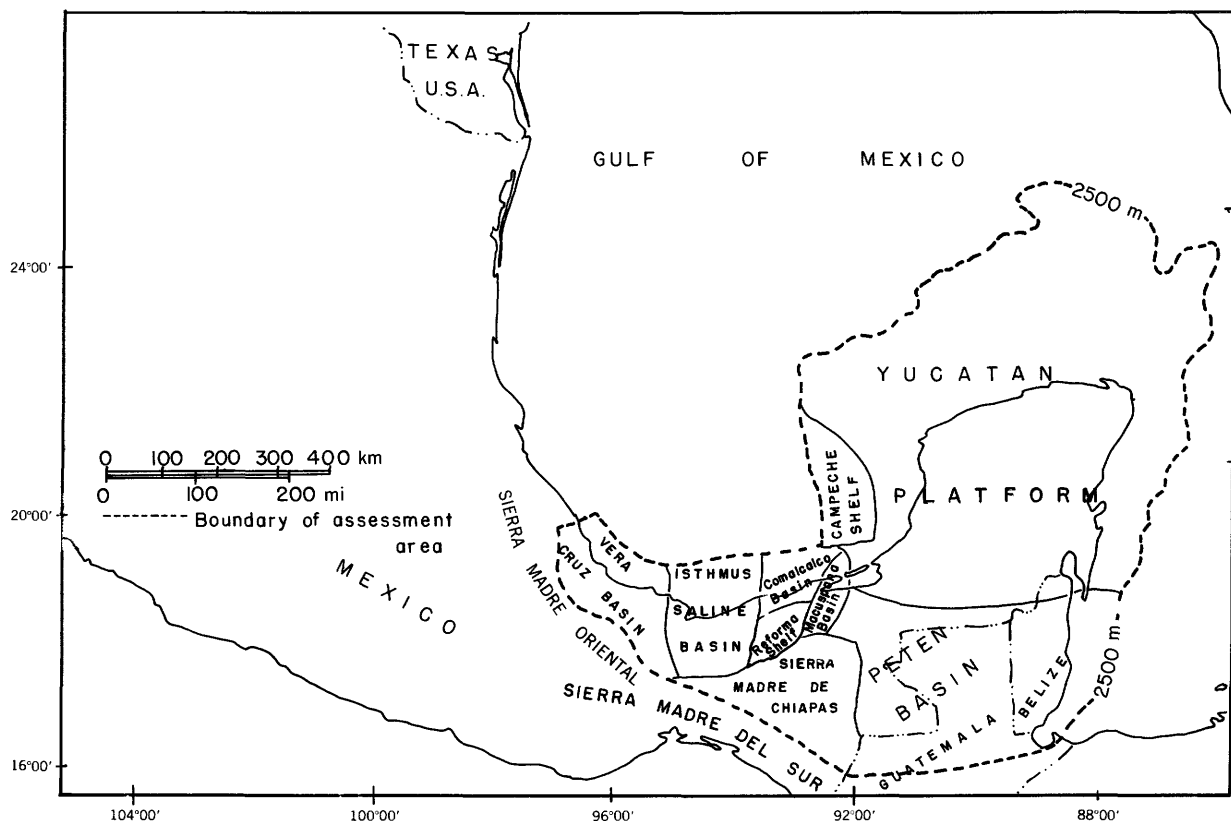 TEXAS
U.S.A.
GULF OF MEXICO
2500 m
24°00'
YUCATAN
0 100 200 300 400 km
0 100 200 mi
CAMPECHE
SHELF
PLATFORM
20°00'
Boundary of assessment
area
SIERRA MADRE ORIENTAL
MEXICO
VERA
CRUZ BASIN
ISTHMUS
SALINE
BASIN
Comalcalco
Basin
Macuspana
Basin
Reforma
Shelf
SIERRA
MADRE DE
CHIAPAS
PETEN
BASIN
BELIZE
2500 m
GUATEMALA
SIERRA MADRE DEL SUR
16°00'
104°00' 100°00' 96°00' 92°00' 88°00'